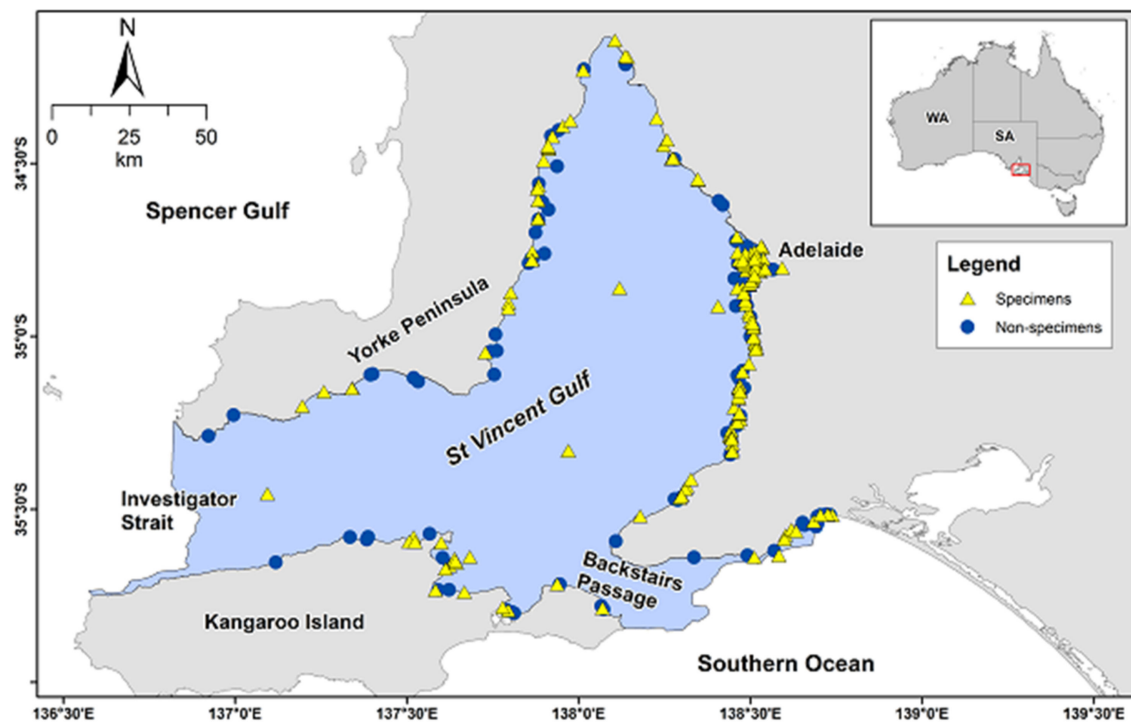 N
0 25 50
km
WA
SA
34°30'S
Spencer Gulf
Adelaide
Legend
Specimens
Non-specimens
35°0'S
Yorke Peninsula
St Vincent Gulf
Investigator
Strait
35°30'S
Backstairs
Passage
Kangaroo Island
Southern Ocean
136°30'E 137°0'E 137°30'E 138°0'E 138°30'E 139°0'E 139°30'E